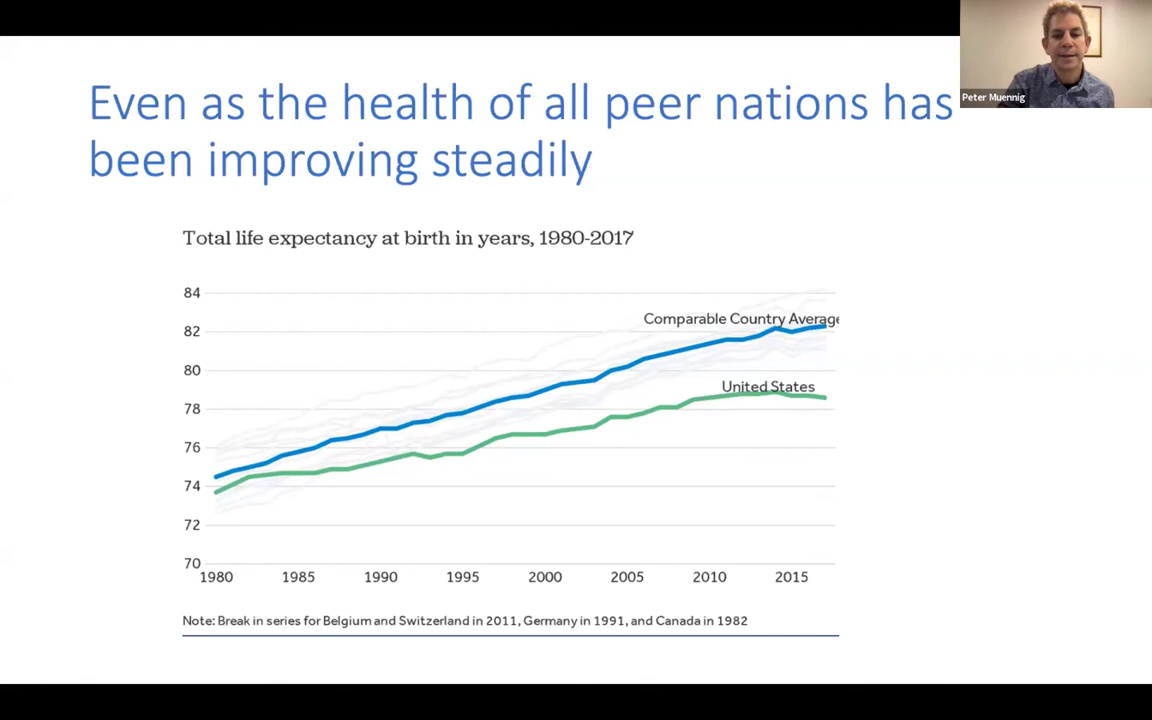 Even as the health of all peer nations has
been improving steadily
Peter Muennig
Total life expectancy at birth in years, 1980-2017
84
82
80
78
76
74
72
70
Comparable Country Average
United States
1980 1985 1990 1995 2000 2005 2010 2015
Note: Break in series for Belgium and Switzerland in 2011, Germany in 1991, and Canada in 1982